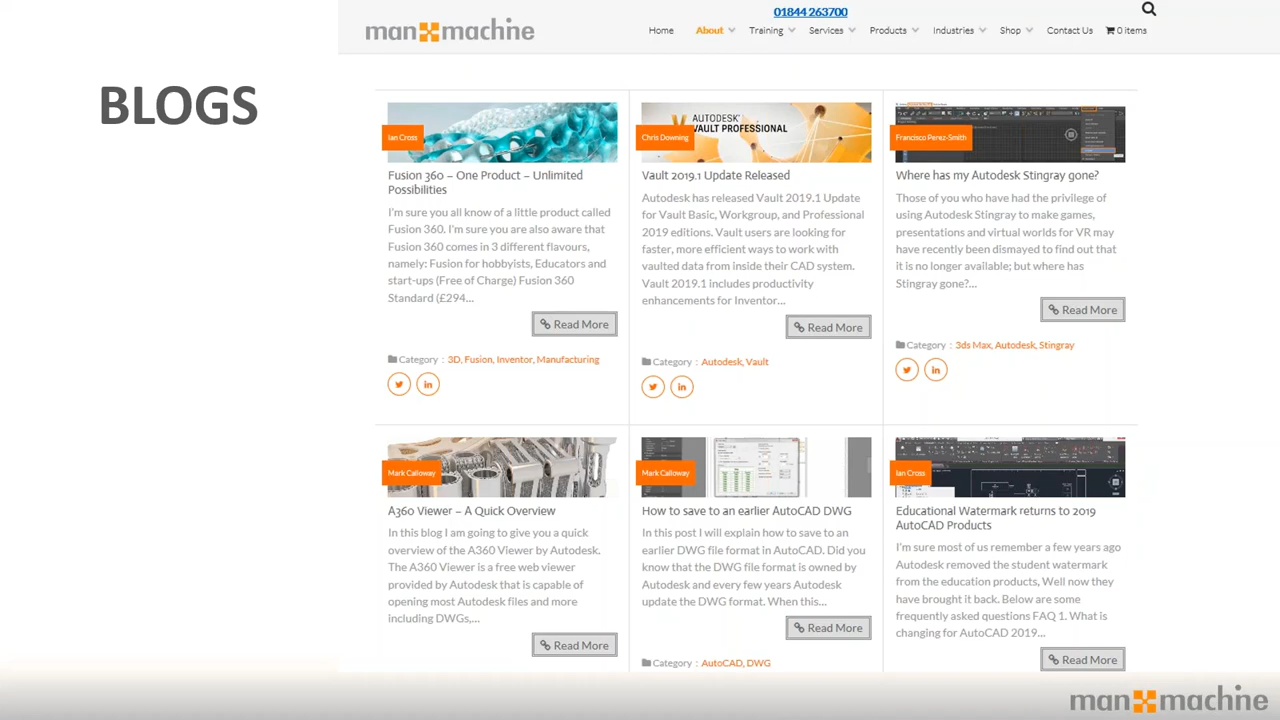 01844 263700
man machine
Home About Training Services Products Industries Shop Contact Us 0 items
BLOGS
Ian Cross
Fusion 360 – One Product – Unlimited
Possibilities
I'm sure you all know of a little product called
Fusion 360. I'm sure you are also aware that
Fusion 360 comes in 3 different flavours,
namely: Fusion for hobbyists, Educators and
start-ups (Free of Charge) Fusion 360
Standard (£294...
Read More
Category : 3D, Fusion, Inventor, Manufacturing
AUTODESK®
VAULT PROFESSIONAL
Chris Downing
Vault 2019.1 Update Released
Autodesk has released Vault 2019.1 Update
for Vault Basic, Workgroup, and Professional
2019 editions. Vault users are looking for
faster, more efficient ways to work with
vaulted data from inside their CAD system.
Vault 2019.1 includes productivity
enhancements for Inventor...
Read More
Category : Autodesk, Vault
Francisco Perez-Smith
Where has my Autodesk Stingray gone?
Those of you who have had the privilege of
using Autodesk Stingray to make games,
presentations and virtual worlds for VR may
have recently been dismayed to find out that
it is no longer available; but where has
Stingray gone?...
Read More
Category : 3ds Max, Autodesk, Stingray
Mark Calloway
A360 Viewer – A Quick Overview
In this blog I am going to give you a quick
overview of the A360 Viewer by Autodesk.
The A360 Viewer is a free web viewer
provided by Autodesk that is capable of
opening most Autodesk files and more
including DWGs,...
Read More
Mark Calloway
How to save to an earlier AutoCAD DWG
In this post I will explain how to save to an
earlier DWG file format in AutoCAD. Did you
know that the DWG file format is owned by
Autodesk and every few years Autodesk
update the DWG format. When this...
Read More
Category : AutoCAD, DWG
Ian Cross
Educational Watermark returns to 2019
AutoCAD Products
I'm sure most of us remember a few years ago
Autodesk removed the student watermark
from the education products, Well now they
have brought it back. Below are some
frequently asked questions FAQ 1. What is
changing for AutoCAD 2019...
Read More
man machine